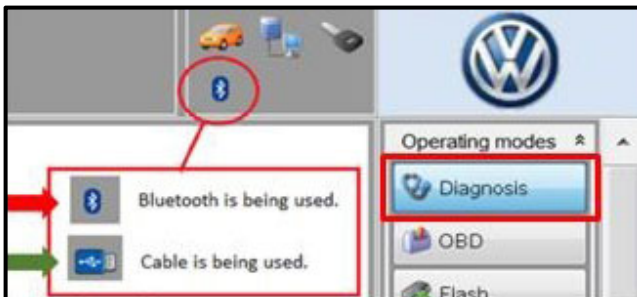 Operating modes
Diagnosis
OBD
Flash
Bluetooth is being used.
Cable is being used.